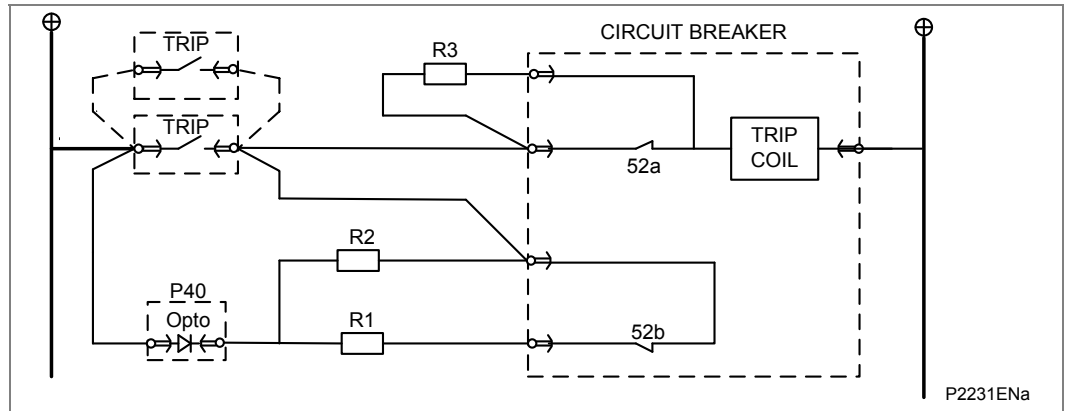 CIRCUIT BREAKER
TRIP
R3
TRIP
52a
TRIP
COIL
R2
P40
Opto
R1
52b
P2231ENa